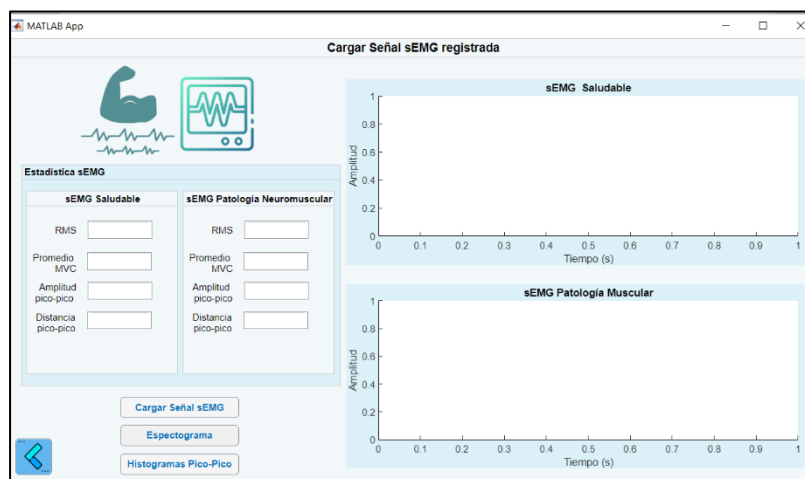 MATLAB App
Cargar Señal sEMG registrada
Estadística sEMG
sEMG Saludable
RMS
Promedio
MVC
Amplitud
pico-pico
Distancia
pico-pico
sEMG Patología Neuromuscular
RMS
Promedio
MVC
Amplitud
pico-pico
Distancia
pico-pico
Cargar Señal sEMG
Espectograma
Histogramas Pico-Pico
sEMG Saludable
Amplitud
1
0.8
0.6
0.4
0.2
0
0 0.1 0.2 0.3 0.4 0.5 0.6 0.7 0.8 0.9 1
Tiempo (s)
sEMG Patología Muscular
Amplitud
1
0.8
0.6
0.4
0.2
0
0 0.1 0.2 0.3 0.4 0.5 0.6 0.7 0.8 0.9 1
Tiempo (s)